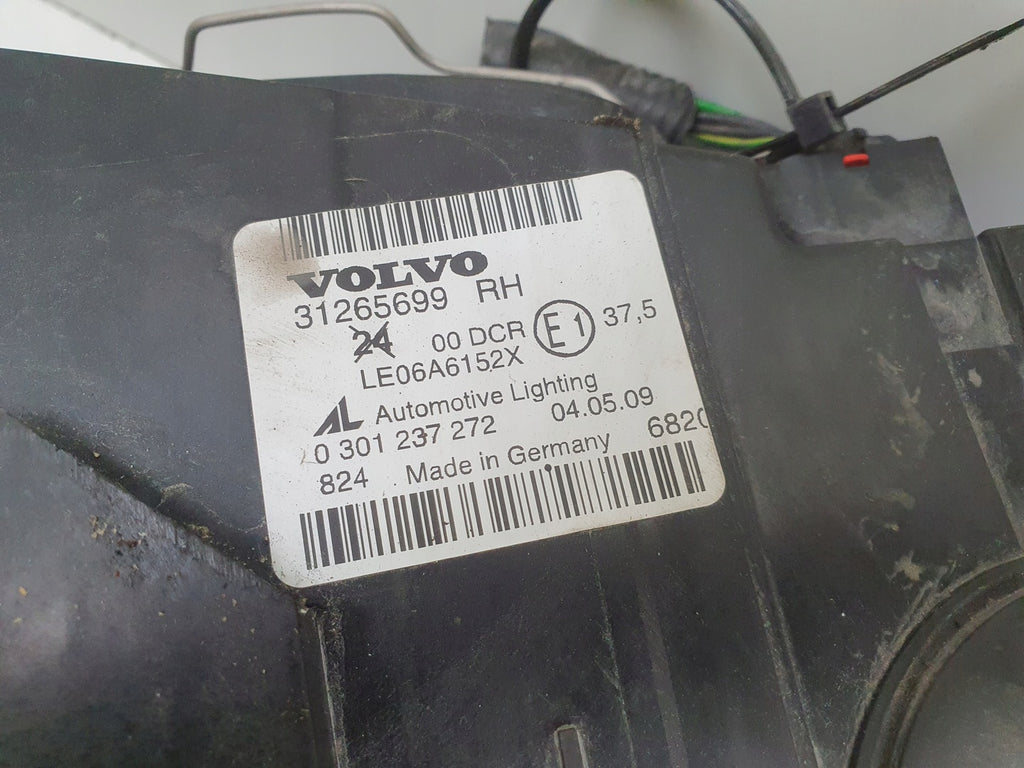 VOLVO
31265699 RH
24 00 DCR E1 37,5
LE06A6152X
AL Automotive Lighting
0 301 237 272 04.05.09
824 Made in Germany 6820